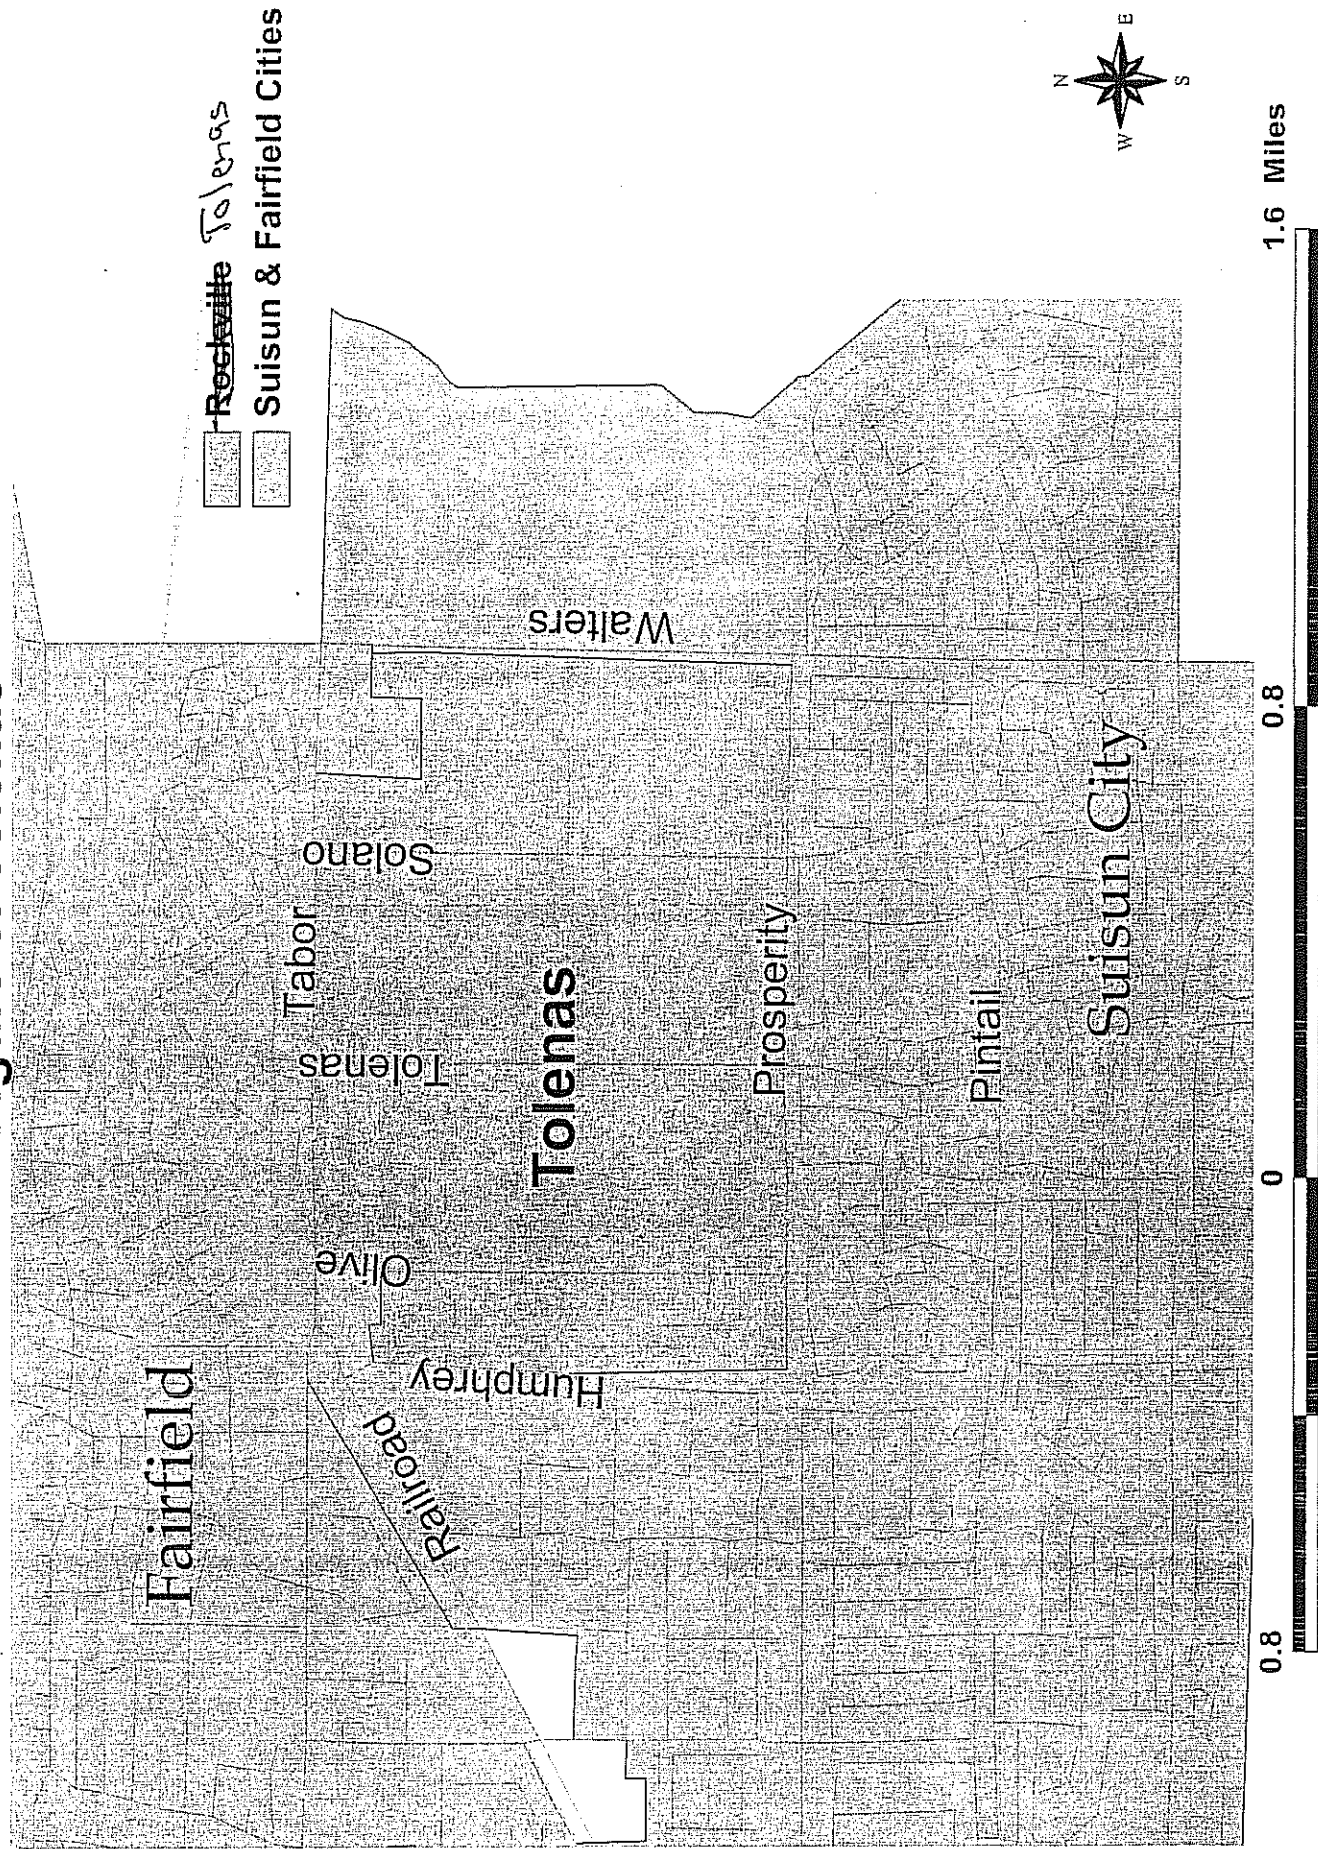 Rockville Tolenas
Suisun & Fairfield Cities
Fairfield
Tabor
Solano
Tolenas
Olive
Walters
Humphrey
Railroad
Tolenas
Prosperity
Pintail
Suisun City
N
W E
S
0.8 0 0.8 1.6 Miles